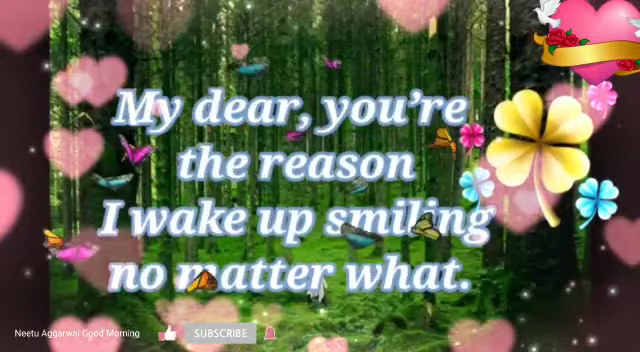 My dear, you're
the reason
I wake up smiling
no matter what.
Neetu Aggarwal Good Morning
SUBSCRIBE